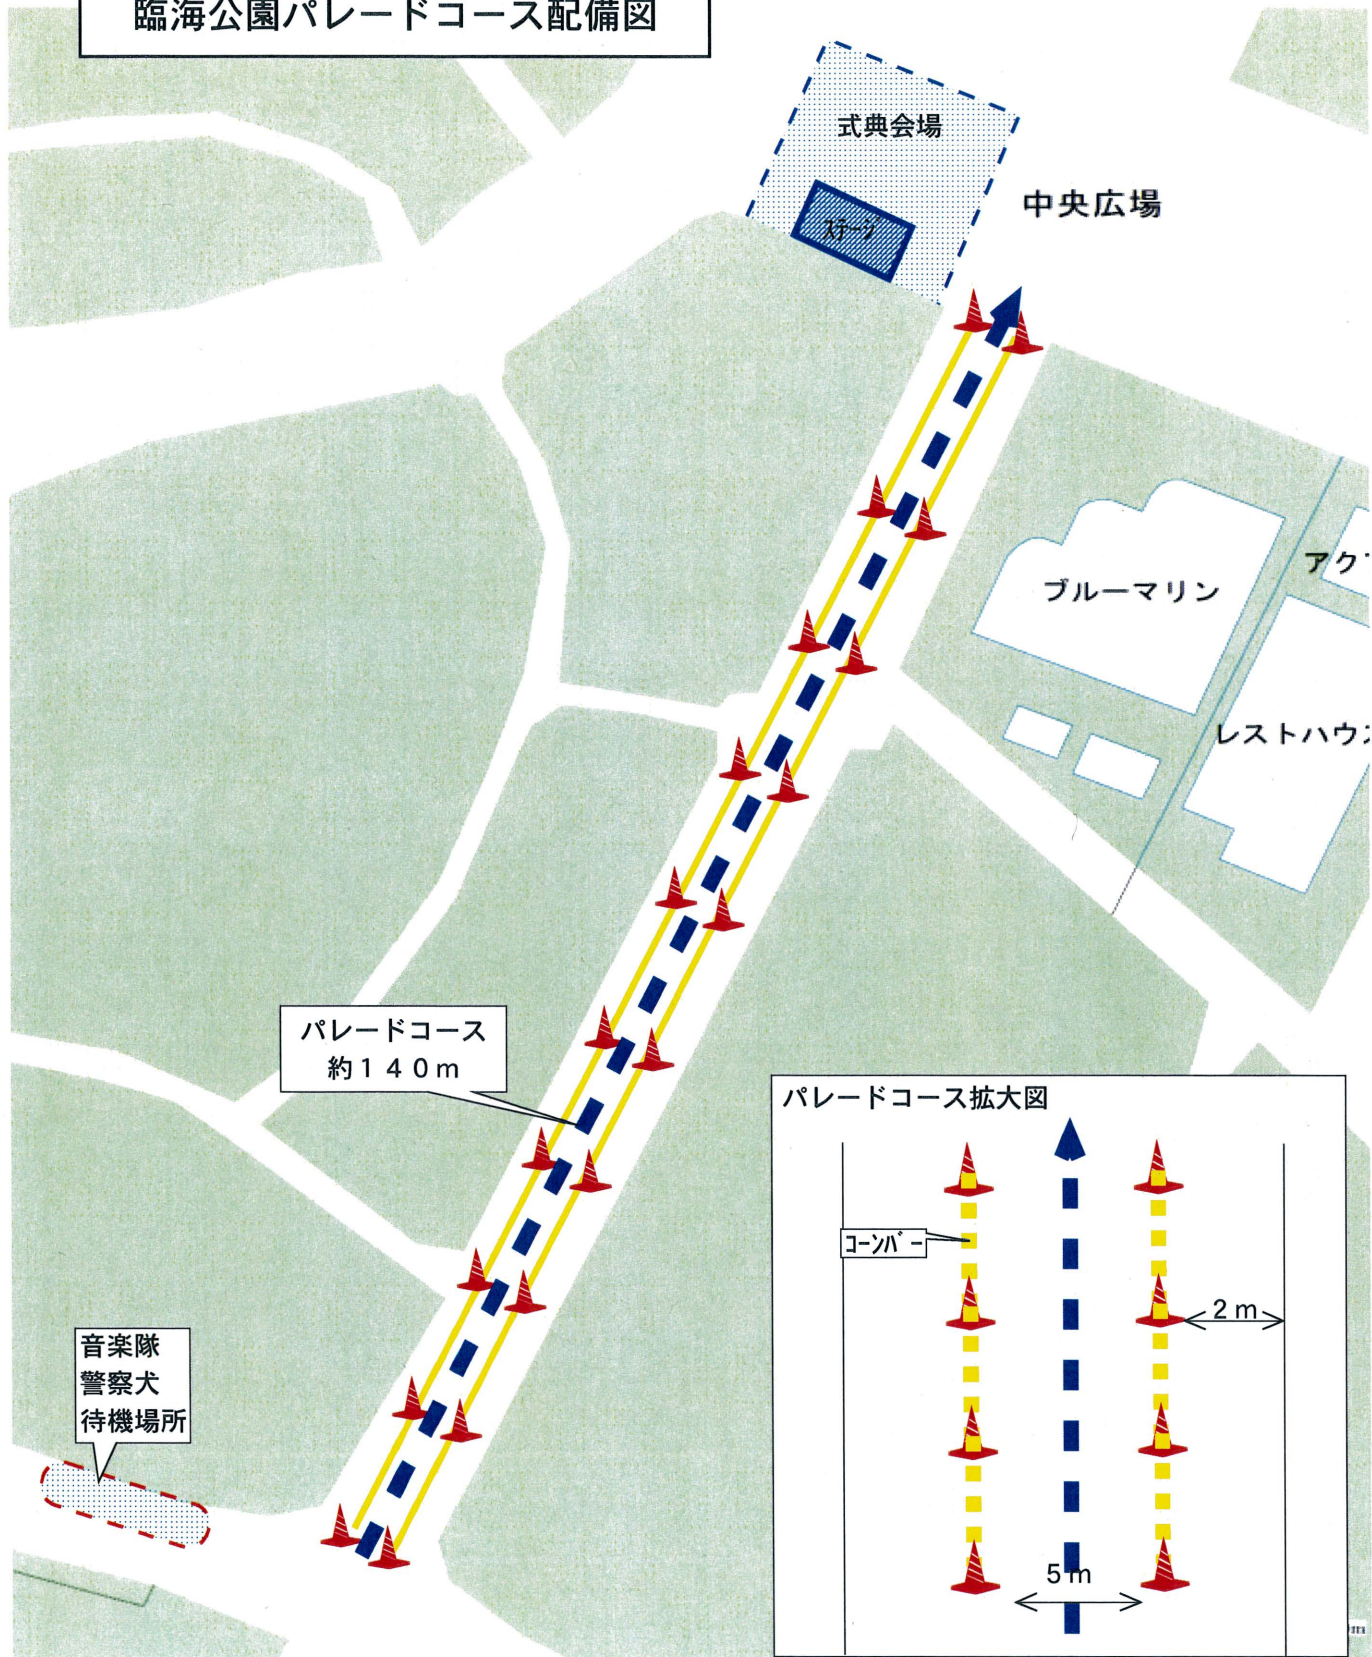 臨海公園パレードコース配備図
式典会場
ｽﾃｰｼﾞ
中央広場
ブルーマリン
アク
レストハウ
パレードコース
約１４０ｍ
パレードコース拡大図
ｺｰﾝﾊﾞｰ
２ｍ
５ｍ
音楽隊
警察犬
待機場所